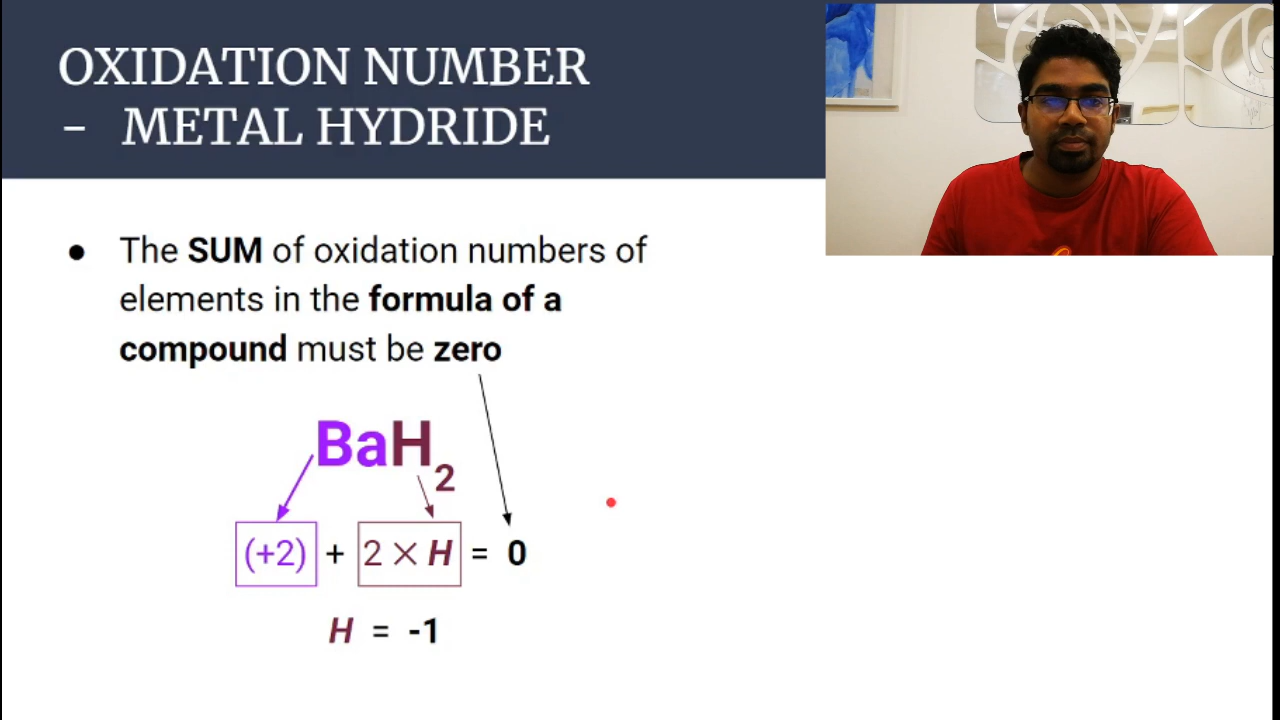 OXIDATION NUMBER
- METAL HYDRIDE
● The SUM of oxidation numbers of
elements in the formula of a
compound must be zero
BaH₂
(+2) + 2 × H = 0
H = -1